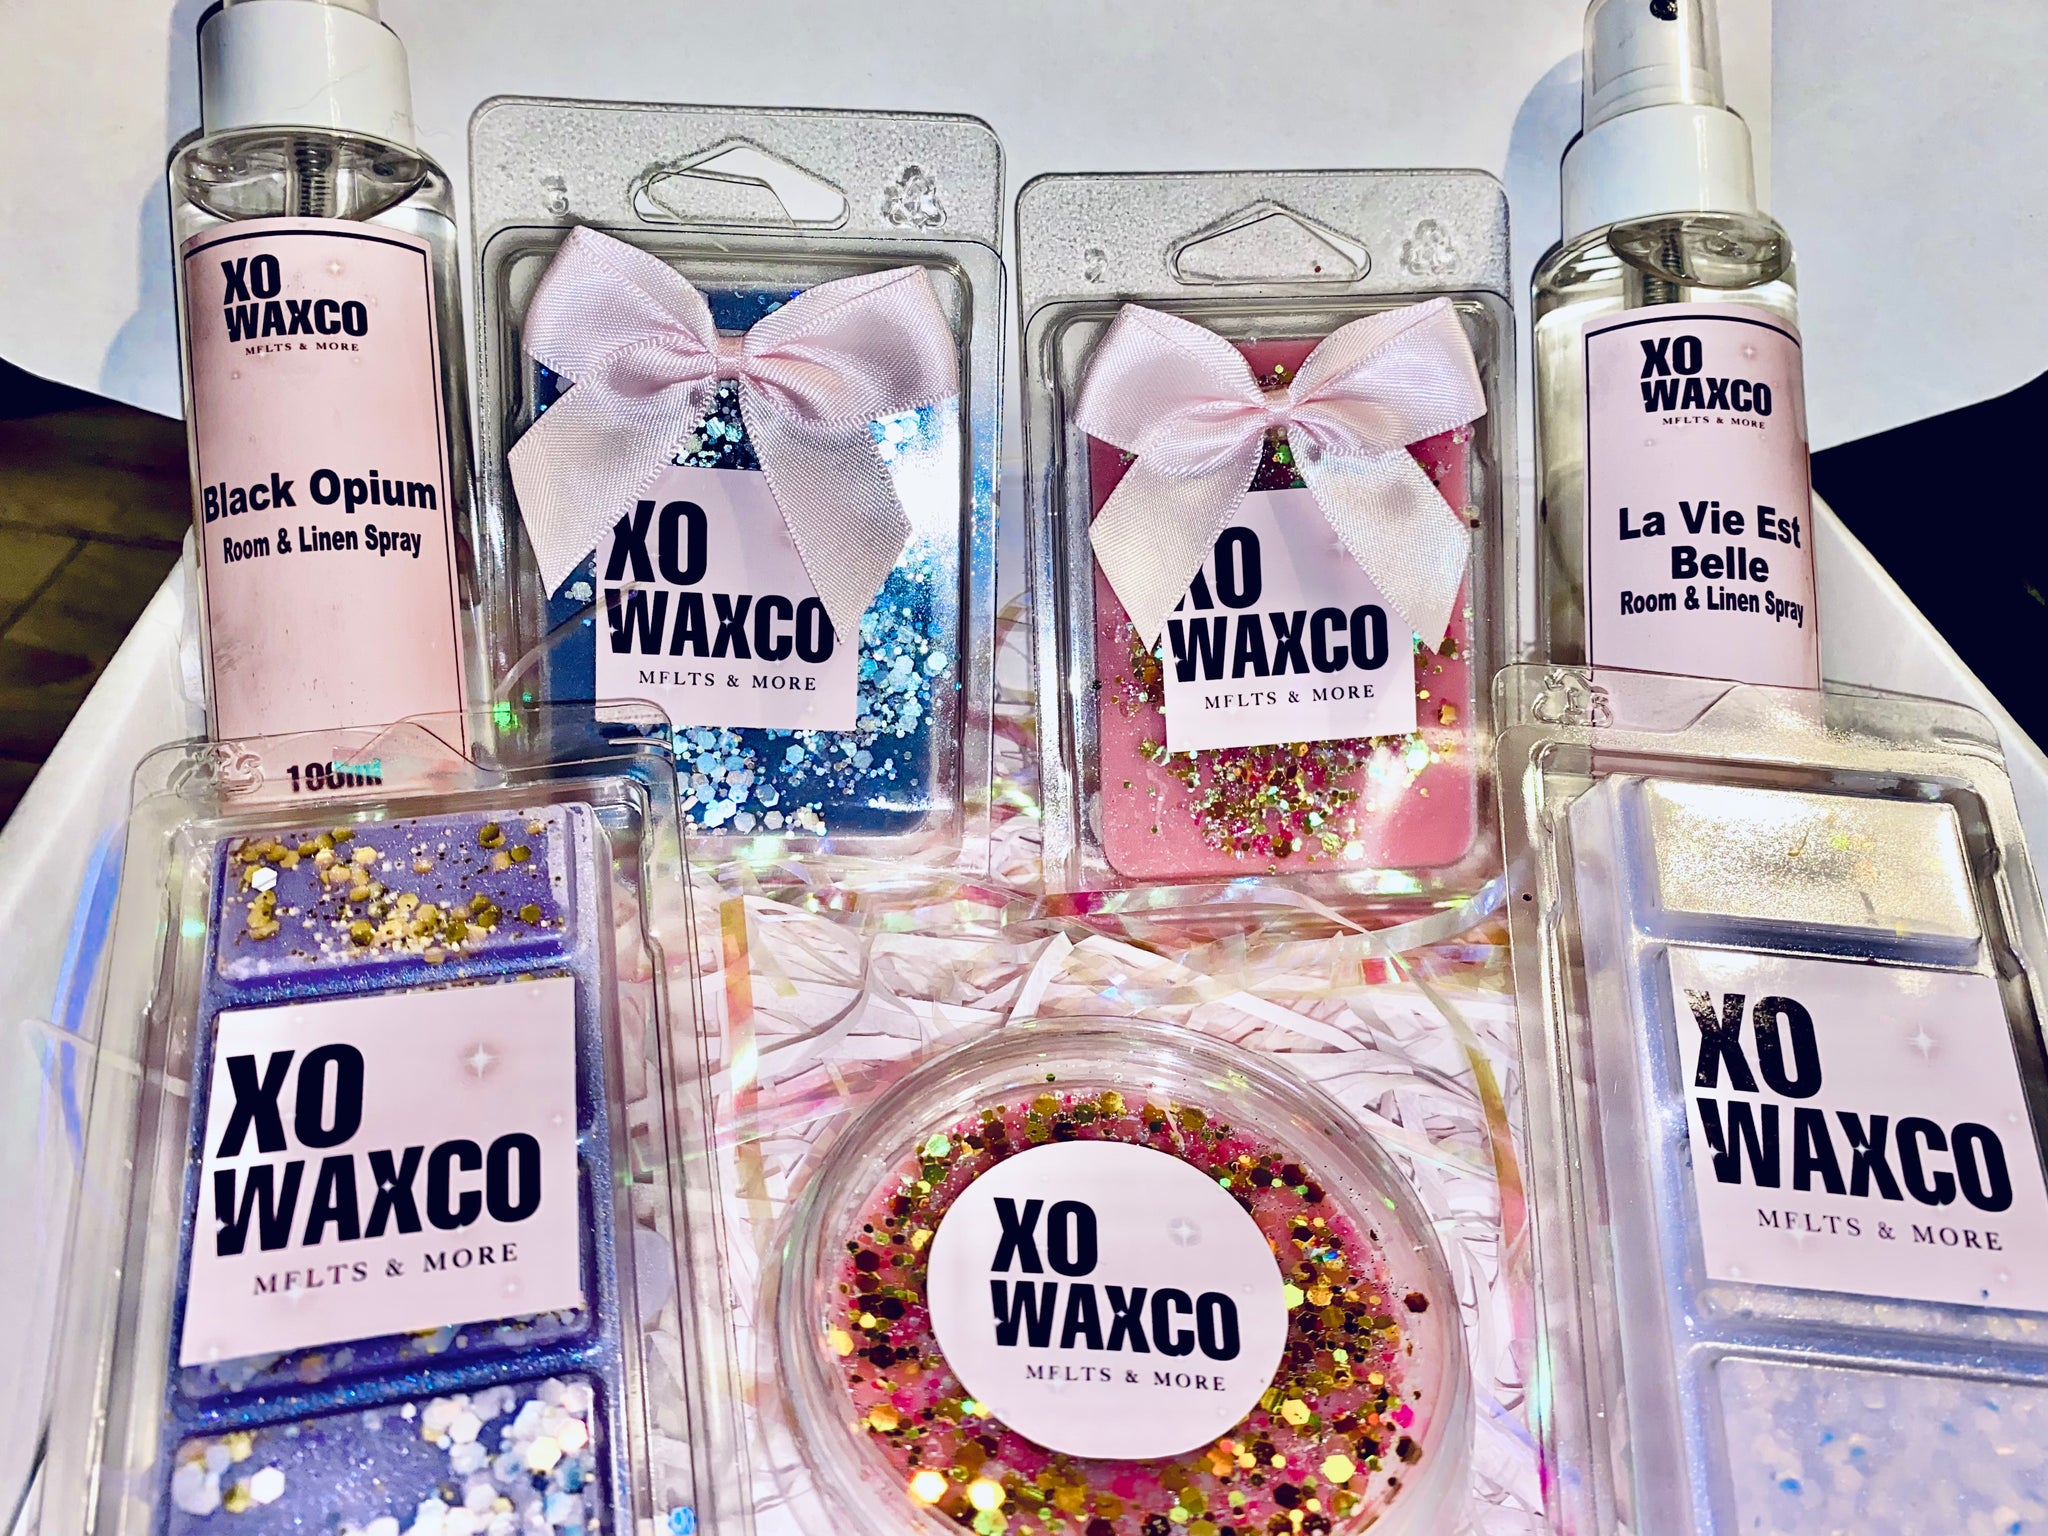 XO
WAXCO
MELTS & MORE
Black Opium
Room & Linen Spray
100ml
XO
WAXCO
MELTS & MORE
XO
WAXCO
MELTS & MORE
XO
WAXCO
MELTS & MORE
La Vie Est
Belle
Room & Linen Spray
XO
WAXCO
MELTS & MORE
XO
WAXCO
MELTS & MORE
XO
WAXCO
MELTS & MORE